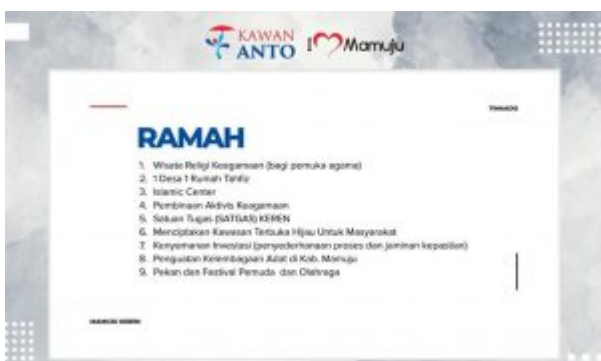 KAWAN
ANTO
I Mamuju
RAMAH
1. Wisata Religi Keagamaan (bagi pemuka agama)
2. 1 Desa 1 Rumah Tahfiz
3. Islamic Center
4. Pembinaan Aktivis Keagamaan
5. Satuan Tugas (SATGAS) KEREN
6. Menciptakan Kawasan Terbuka Hijau Untuk Masyarakat
7. Kenyamanan Investasi (penyederhanaan proses dan jaminan kepastian)
8. Penguatan Kelembagaan Adat di Kab. Mamuju
9. Pekan dan Festival Pemuda dan Olahraga
MAMUJU KEREN